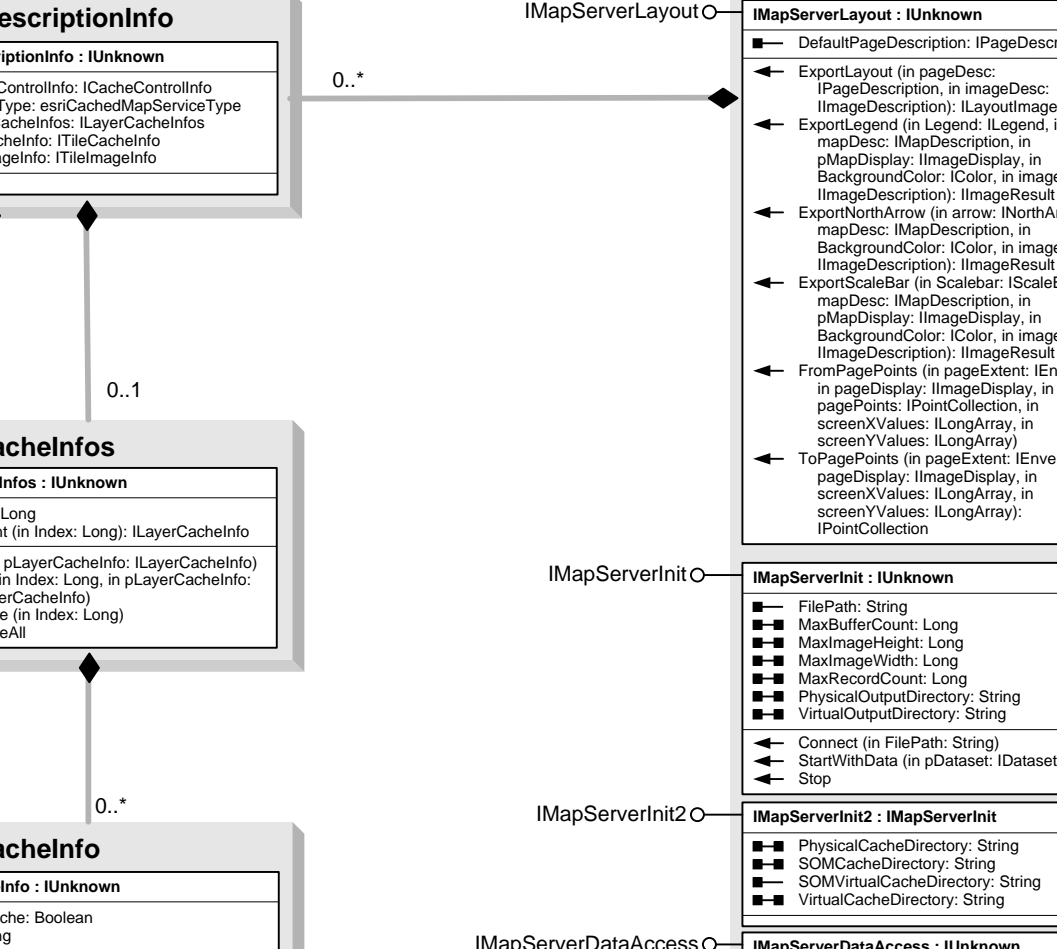 escriptionInfo
iptionInfo : IUnknown
ControlInfo: ICacheControlInfo
Type: esriCachedMapServiceType
acheInfos: ILayerCacheInfos
cheInfo: ITileCacheInfo
ageInfo: ITileImageInfo
0..*
0..1
acheInfos
Infos : IUnknown
Long
nt (in Index: Long): ILayerCacheInfo
pLayerCacheInfo: ILayerCacheInfo)
in Index: Long, in pLayerCacheInfo:
erCacheInfo)
e (in Index: Long)
eAll
0..*
acheInfo
Info : IUnknown
che: Boolean
ng
IMapServerLayout
IMapServerLayout : IUnknown
DefaultPageDescription: IPageDescr
ExportLayout (in pageDesc:
IPageDescription, in imageDesc:
IImageDescription): ILayoutImage
ExportLegend (in Legend: ILegend, i
mapDesc: IMapDescription, in
pMapDisplay: IImageDisplay, in
BackgroundColor: IColor, in image
IImageDescription): IImageResult
ExportNorthArrow (in arrow: INorthAr
mapDesc: IMapDescription, in
BackgroundColor: IColor, in image
IImageDescription): IImageResult
ExportScaleBar (in Scalebar: IScaleB
mapDesc: IMapDescription, in
pMapDisplay: IImageDisplay, in
BackgroundColor: IColor, in image
IImageDescription): IImageResult
FromPagePoints (in pageExtent: IEn
in pageDisplay: IImageDisplay, in
pagePoints: IPointCollection, in
screenXValues: ILongArray, in
screenYValues: ILongArray)
ToPagePoints (in pageExtent: IEnve
pageDisplay: IImageDisplay, in
screenXValues: ILongArray, in
screenYValues: ILongArray):
IPointCollection
IMapServerInit
IMapServerInit : IUnknown
FilePath: String
MaxBufferCount: Long
MaxImageHeight: Long
MaxImageWidth: Long
MaxRecordCount: Long
PhysicalOutputDirectory: String
VirtualOutputDirectory: String
Connect (in FilePath: String)
StartWithData (in pDataset: IDataset
Stop
IMapServerInit2
IMapServerInit2 : IMapServerInit
PhysicalCacheDirectory: String
SOMCacheDirectory: String
SOMVirtualCacheDirectory: String
VirtualCacheDirectory: String
IMapServerDataAccess
IMapServerDataAccess : IUnknown